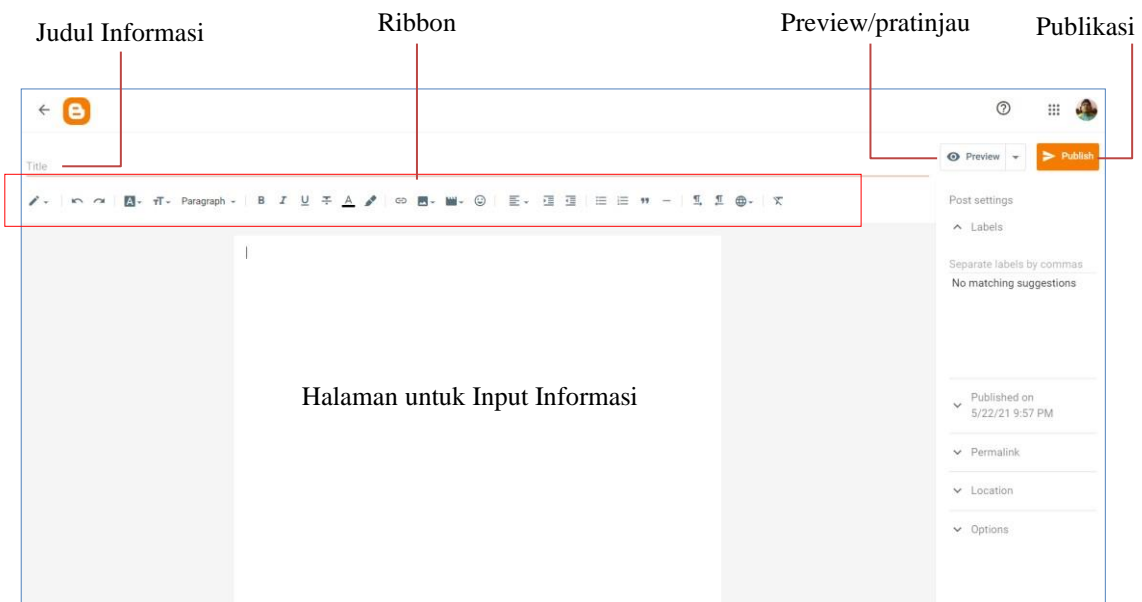 Judul Informasi
Ribbon
Preview/pratinjau
Publikasi
Title
Preview
Publish
Paragraph
B I U T A
Post settings
Labels
Separate labels by commas
No matching suggestions
Halaman untuk Input Informasi
Published on
5/22/21 9:57 PM
Permalink
Location
Options